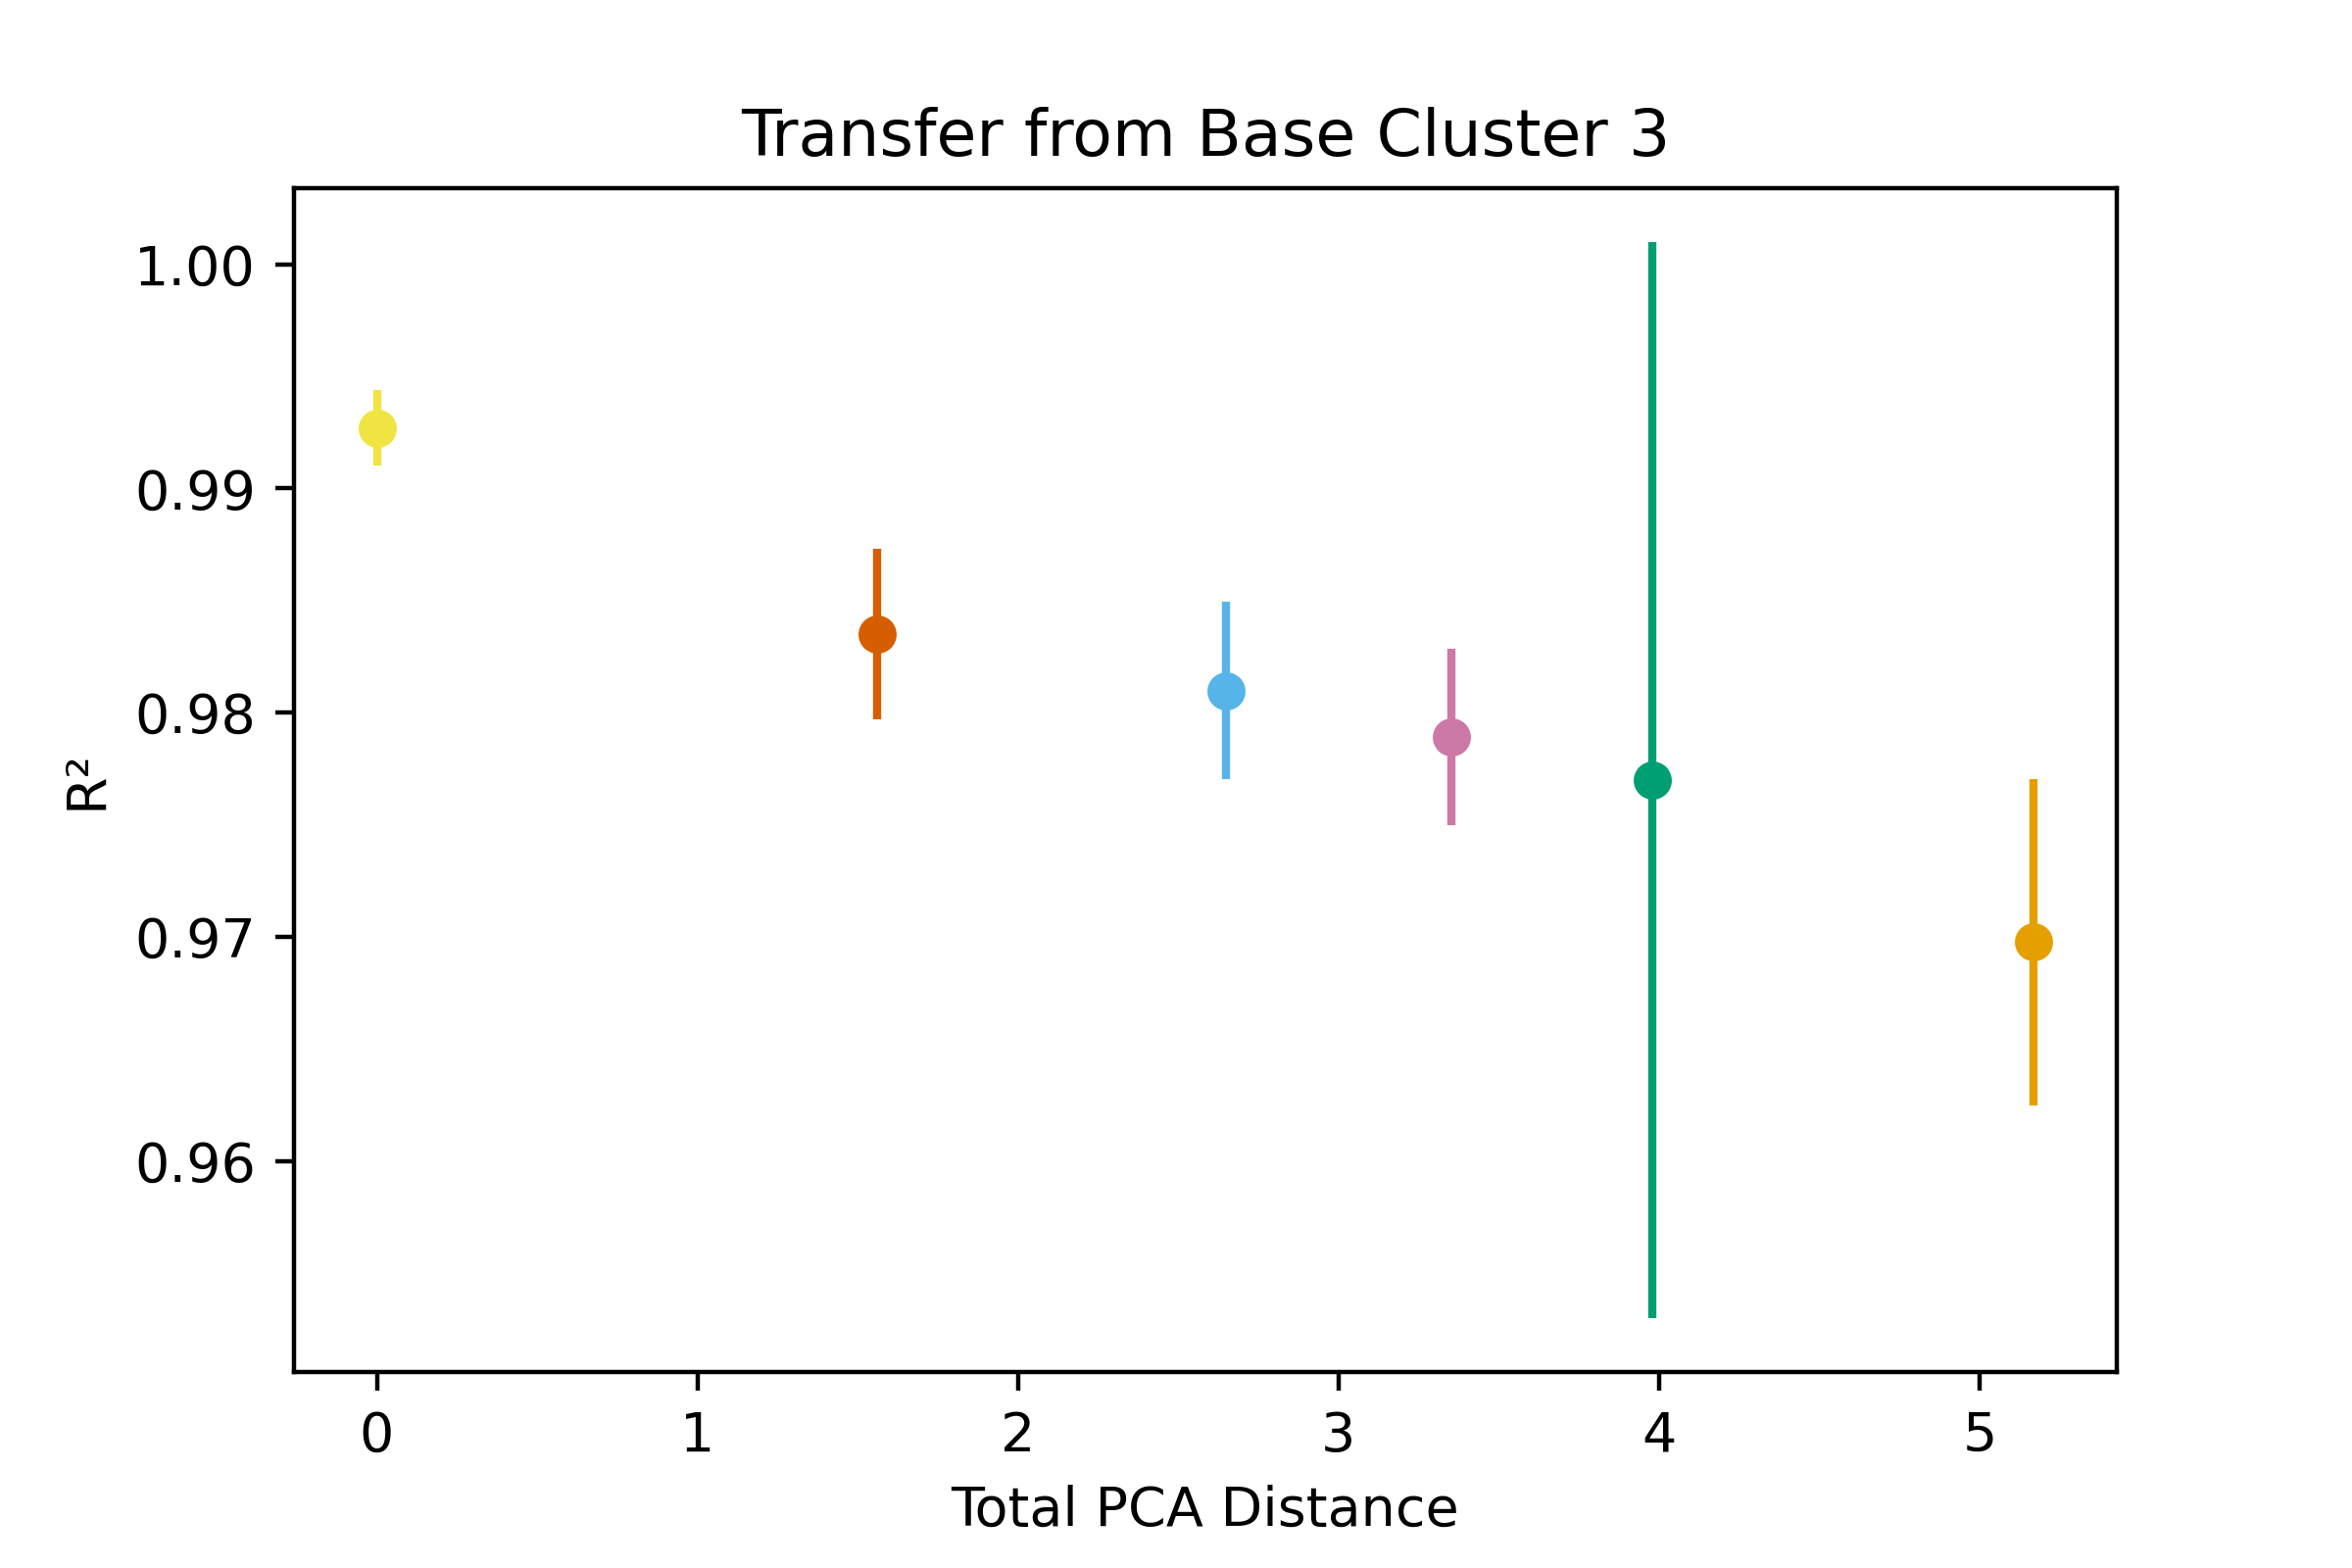 Transfer from Base Cluster 3
1.00
0.99
0.98
0.97
0.96
R²
0 1 2 3 4 5
Total PCA Distance